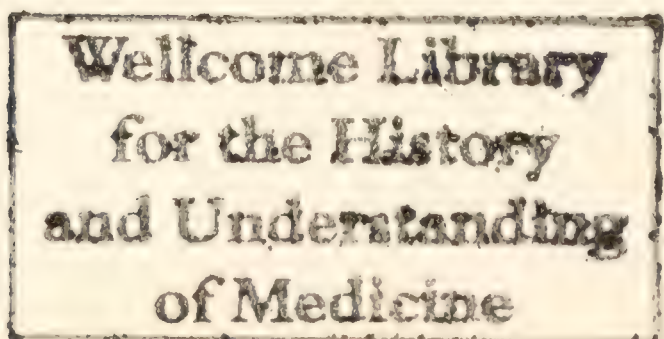 Wellcome Library
for the History
and Understanding
of Medicine